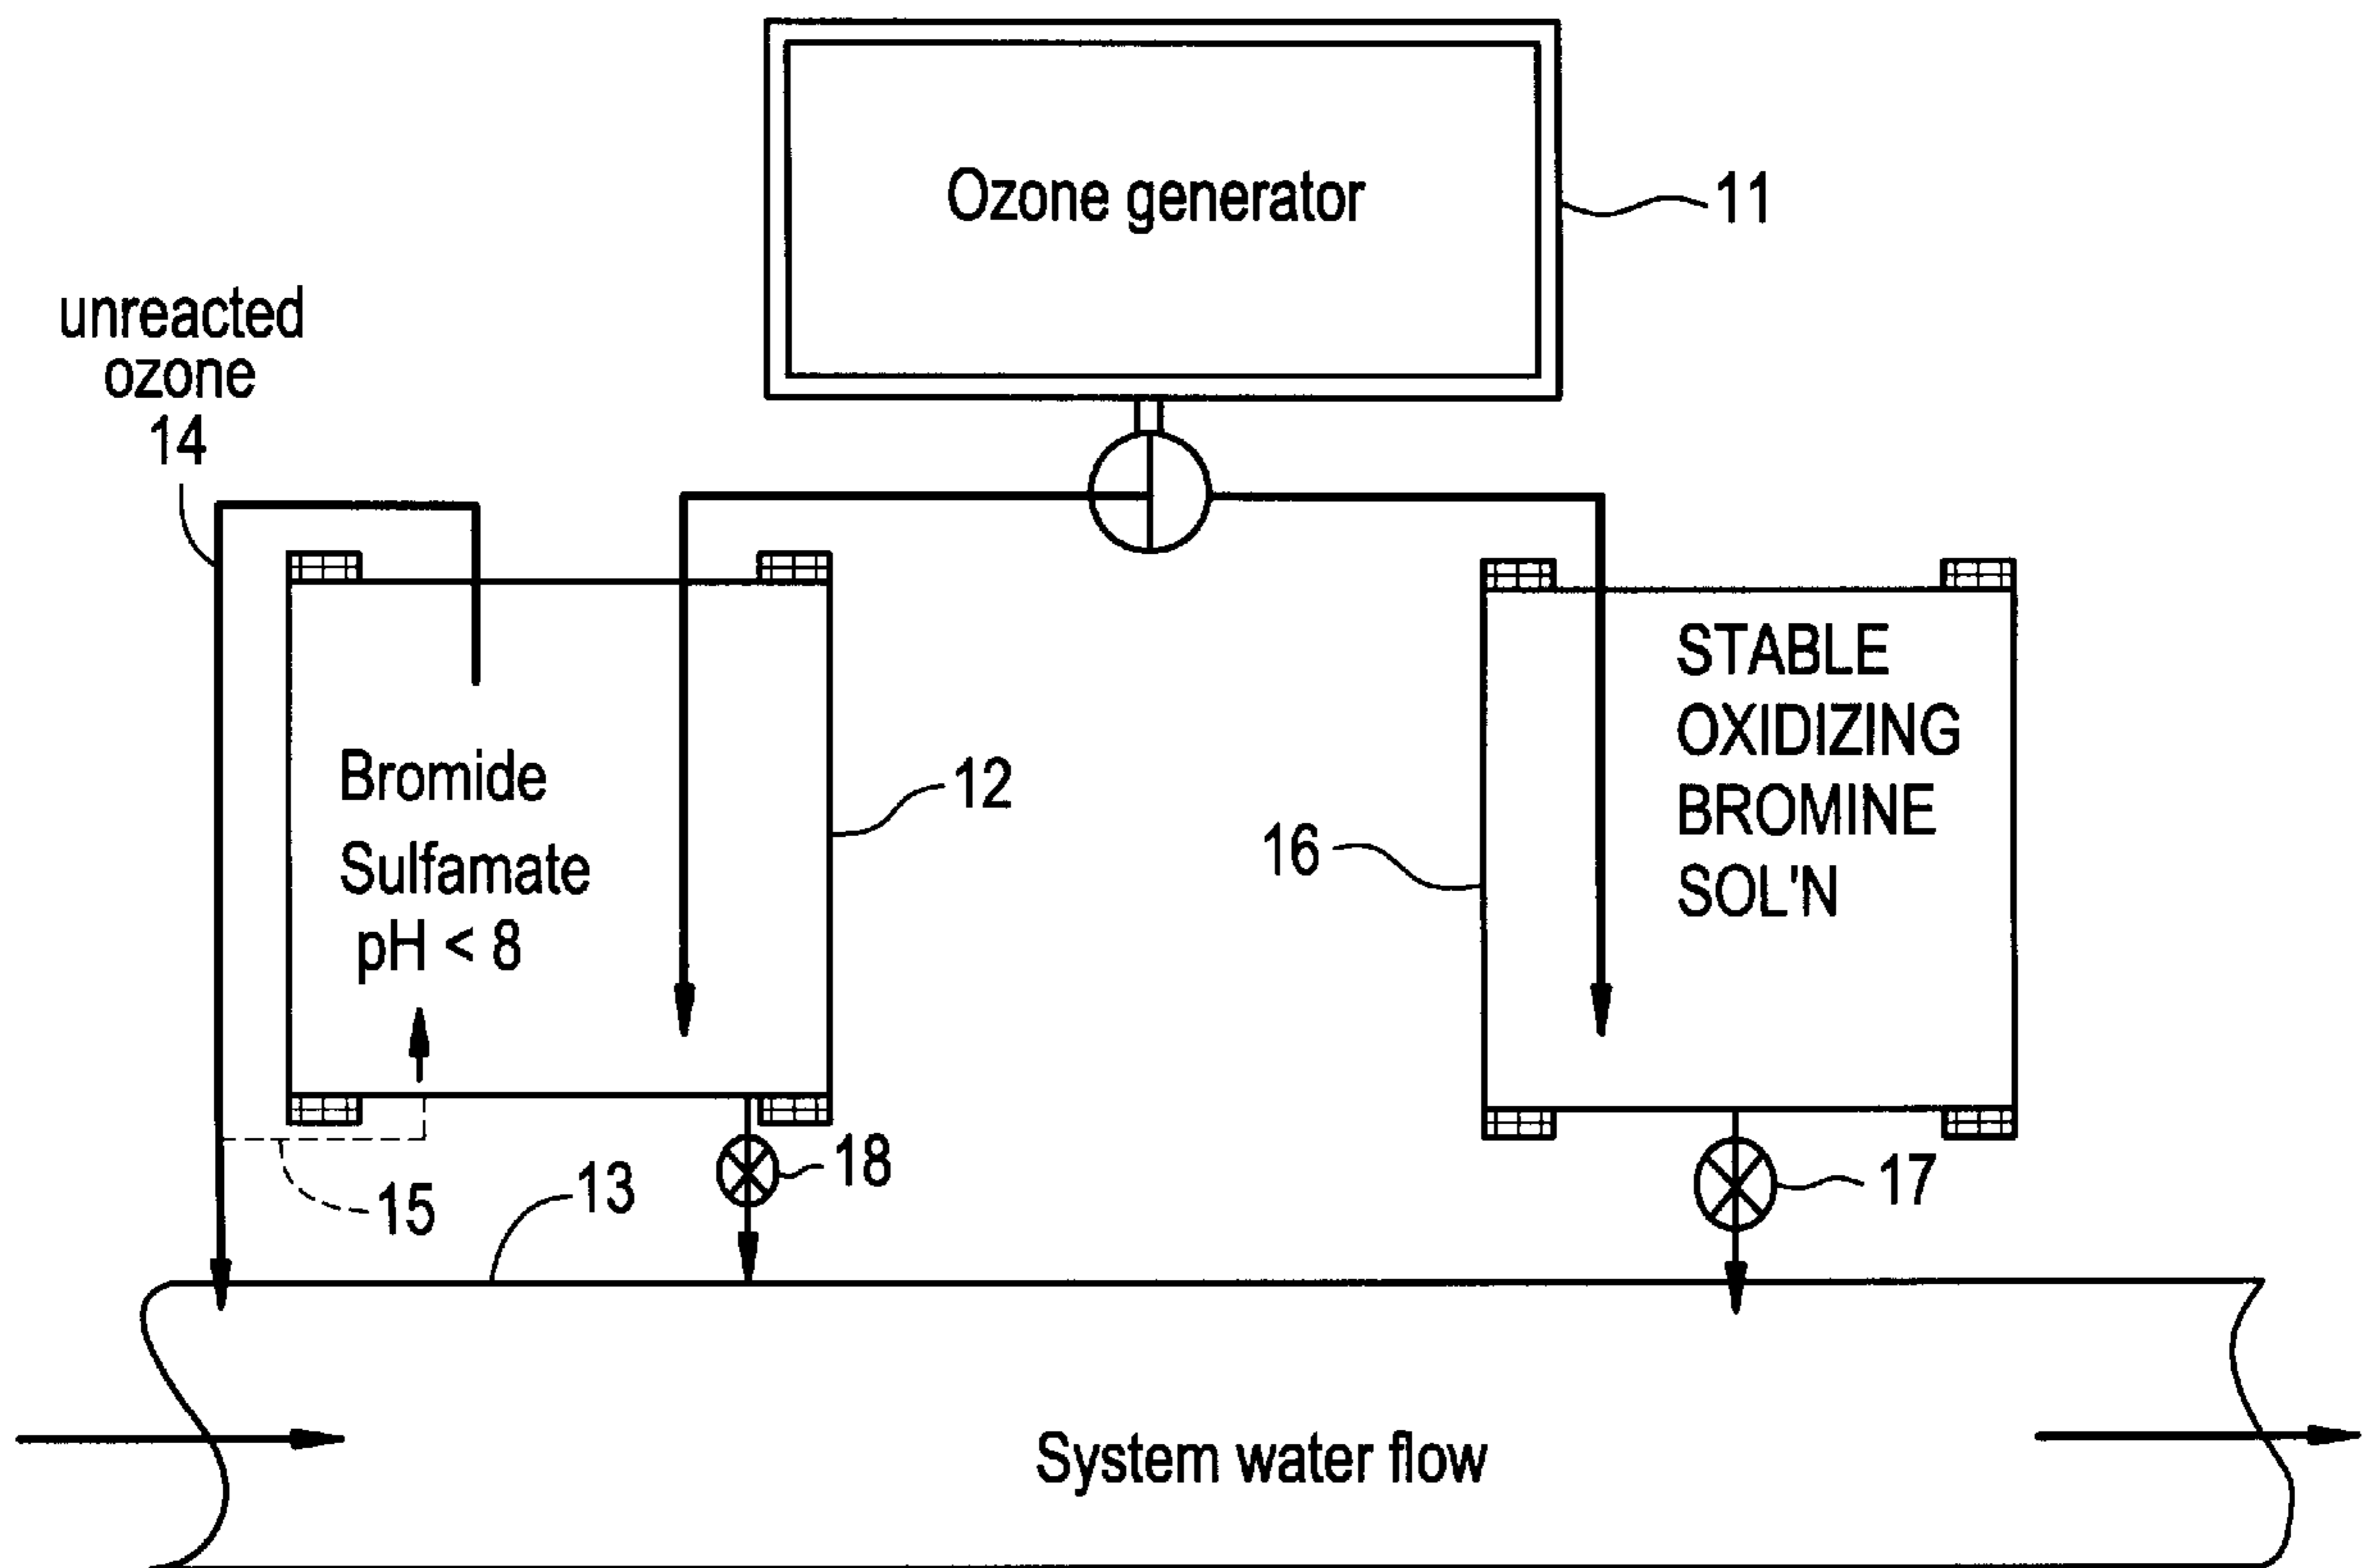 Ozone generator
11
unreacted
ozone
14
Bromide
Sulfamate
pH < 8
12
16
STABLE
OXIDIZING
BROMINE
SOL'N
18
13
15
17
System water flow